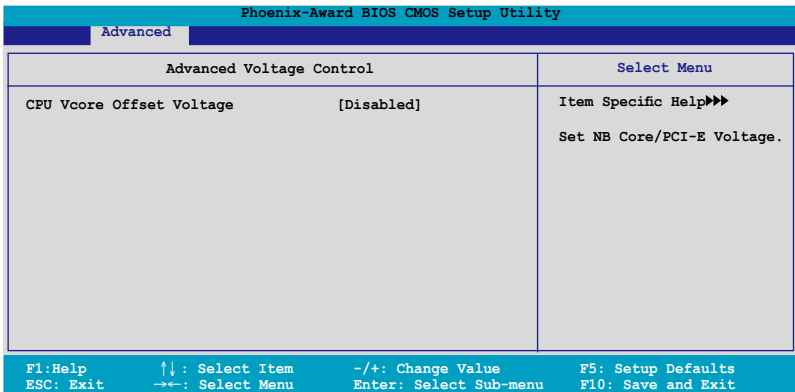 Phoenix-Award BIOS CMOS Setup Utility
Advanced
Advanced Voltage Control
Select Menu
CPU Vcore Offset Voltage [Disabled]
Item Specific Help▶▶▶
Set NB Core/PCI-E Voltage.
F1:Help ↑↓ : Select Item -/+: Change Value F5: Setup Defaults
ESC: Exit →←: Select Menu Enter: Select Sub-menu F10: Save and Exit